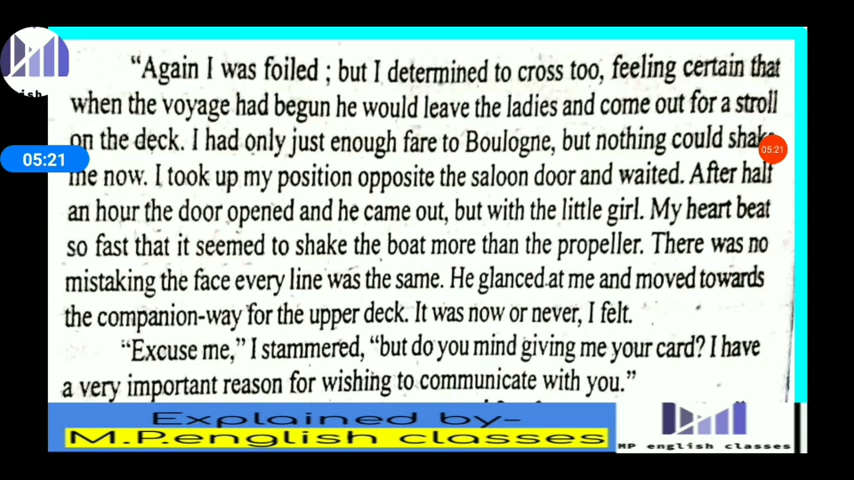 "Again I was foiled ; but I determined to cross too, feeling certain that
when the voyage had begun he would leave the ladies and come out for a stroll
ish
on the deck. I had only just enough fare to Boulogne, but nothing could shake
05:21
05:21
me now. I took up my position opposite the saloon door and waited. After half
an hour the door opened and he came out, but with the little girl. My heart beat
so fast that it seemed to shake the boat more than the propeller. There was no
mistaking the face every line was the same. He glanced at me and moved towards
the companion-way for the upper deck. It was now or never, I felt.
"Excuse me," I stammered, "but do you mind giving me your card? I have
a very important reason for wishing to communicate with you."
Explained by-
M.P.english classes
MP english classes